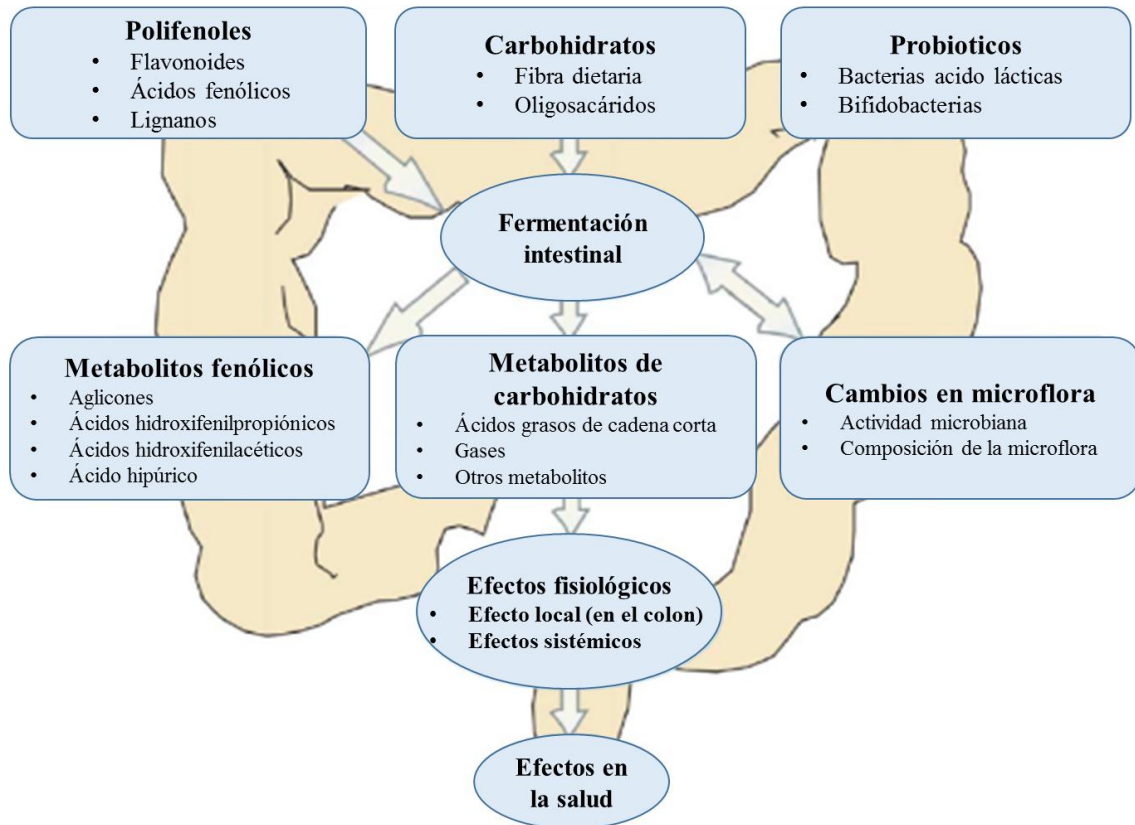 Polifenoles
• Flavonoides
• Ácidos fenólicos
• Lignanos
Carbohidratos
• Fibra dietaria
• Oligosacáridos
Probioticos
• Bacterias acido lácticas
• Bifidobacterias
Fermentación
intestinal
Metabolitos fenólicos
• Aglicones
• Ácidos hidroxifenilpropiónicos
• Ácidos hidroxifenilacéticos
• Ácido hipúrico
Metabolitos de
carbohidratos
• Ácidos grasos de cadena corta
• Gases
• Otros metabolitos
Cambios en microflora
• Actividad microbiana
• Composición de la microflora
Efectos fisiológicos
• Efecto local (en el colon)
• Efectos sistémicos
Efectos en
la salud